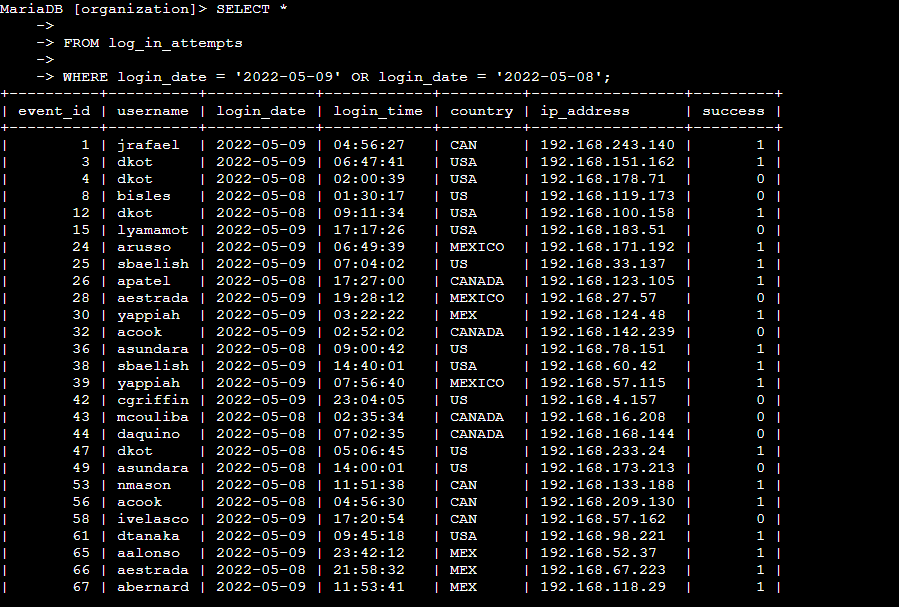 MariaDB [organization]> SELECT *
    ->
    -> FROM log_in_attempts
    ->
    -> WHERE login_date = '2022-05-09' OR login_date = '2022-05-08';
+----------+----------+------------+------------+---------+-----------------+---------+
| event_id | username | login_date | login_time | country | ip_address      | success |
+----------+----------+------------+------------+---------+-----------------+---------+
|        1 | jrafael  | 2022-05-09 | 04:56:27   | CAN     | 192.168.243.140 |       1 |
|        3 | dkot     | 2022-05-09 | 06:47:41   | USA     | 192.168.151.162 |       1 |
|        4 | dkot     | 2022-05-08 | 02:00:39   | USA     | 192.168.178.71  |       0 |
|        8 | bisles   | 2022-05-08 | 01:30:17   | US      | 192.168.119.173 |       0 |
|       12 | dkot     | 2022-05-08 | 09:11:34   | USA     | 192.168.100.158 |       1 |
|       15 | lyamamot | 2022-05-09 | 17:17:26   | USA     | 192.168.183.51  |       0 |
|       24 | arusso   | 2022-05-09 | 06:49:39   | MEXICO  | 192.168.171.192 |       1 |
|       25 | sbaelish | 2022-05-09 | 07:04:02   | US      | 192.168.33.137  |       1 |
|       26 | apatel   | 2022-05-08 | 17:27:00   | CANADA  | 192.168.123.105 |       1 |
|       28 | aestrada | 2022-05-09 | 19:28:12   | MEXICO  | 192.168.27.57   |       0 |
|       30 | yappiah  | 2022-05-09 | 03:22:22   | MEX     | 192.168.124.48  |       1 |
|       32 | acook    | 2022-05-09 | 02:52:02   | CANADA  | 192.168.142.239 |       0 |
|       36 | asundara | 2022-05-08 | 09:00:42   | US      | 192.168.78.151  |       1 |
|       38 | sbaelish | 2022-05-09 | 14:40:01   | USA     | 192.168.60.42   |       1 |
|       39 | yappiah  | 2022-05-09 | 07:56:40   | MEXICO  | 192.168.57.115  |       1 |
|       42 | cgriffin | 2022-05-09 | 23:04:05   | US      | 192.168.4.157   |       0 |
|       43 | mcouliba | 2022-05-08 | 02:35:34   | CANADA  | 192.168.16.208  |       0 |
|       44 | daquino  | 2022-05-08 | 07:02:35   | CANADA  | 192.168.168.144 |       0 |
|       47 | dkot     | 2022-05-08 | 05:06:45   | US      | 192.168.233.24  |       1 |
|       49 | asundara | 2022-05-08 | 14:00:01   | US      | 192.168.173.213 |       0 |
|       53 | nmason   | 2022-05-08 | 11:51:38   | CAN     | 192.168.133.188 |       1 |
|       56 | acook    | 2022-05-08 | 04:56:30   | CAN     | 192.168.209.130 |       1 |
|       58 | ivelasco | 2022-05-09 | 17:20:54   | CAN     | 192.168.57.162  |       0 |
|       61 | dtanaka  | 2022-05-09 | 09:45:18   | USA     | 192.168.98.221  |       1 |
|       65 | aalonso  | 2022-05-09 | 23:42:12   | MEX     | 192.168.52.37   |       1 |
|       66 | aestrada | 2022-05-08 | 21:58:32   | MEX     | 192.168.67.223  |       1 |
|       67 | abernard | 2022-05-09 | 11:53:41   | MEX     | 192.168.118.29  |       1 |